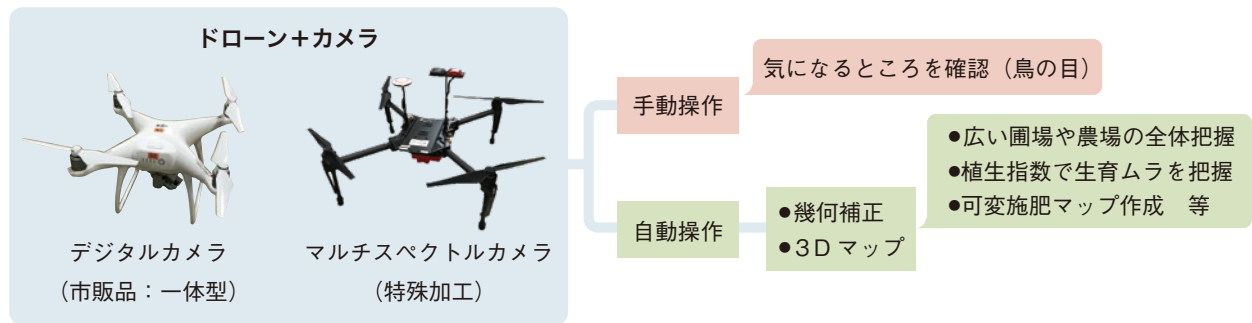 ドローン＋カメラ
デジタルカメラ
（市販品：一体型）
マルチスペクトルカメラ
（特殊加工）
手動操作
気になるところを確認（鳥の目）
自動操作
●幾何補正
●３Ｄ マップ
●広い圃場や農場の全体把握
●植生指数で生育ムラを把握
●可変施肥マップ作成　等